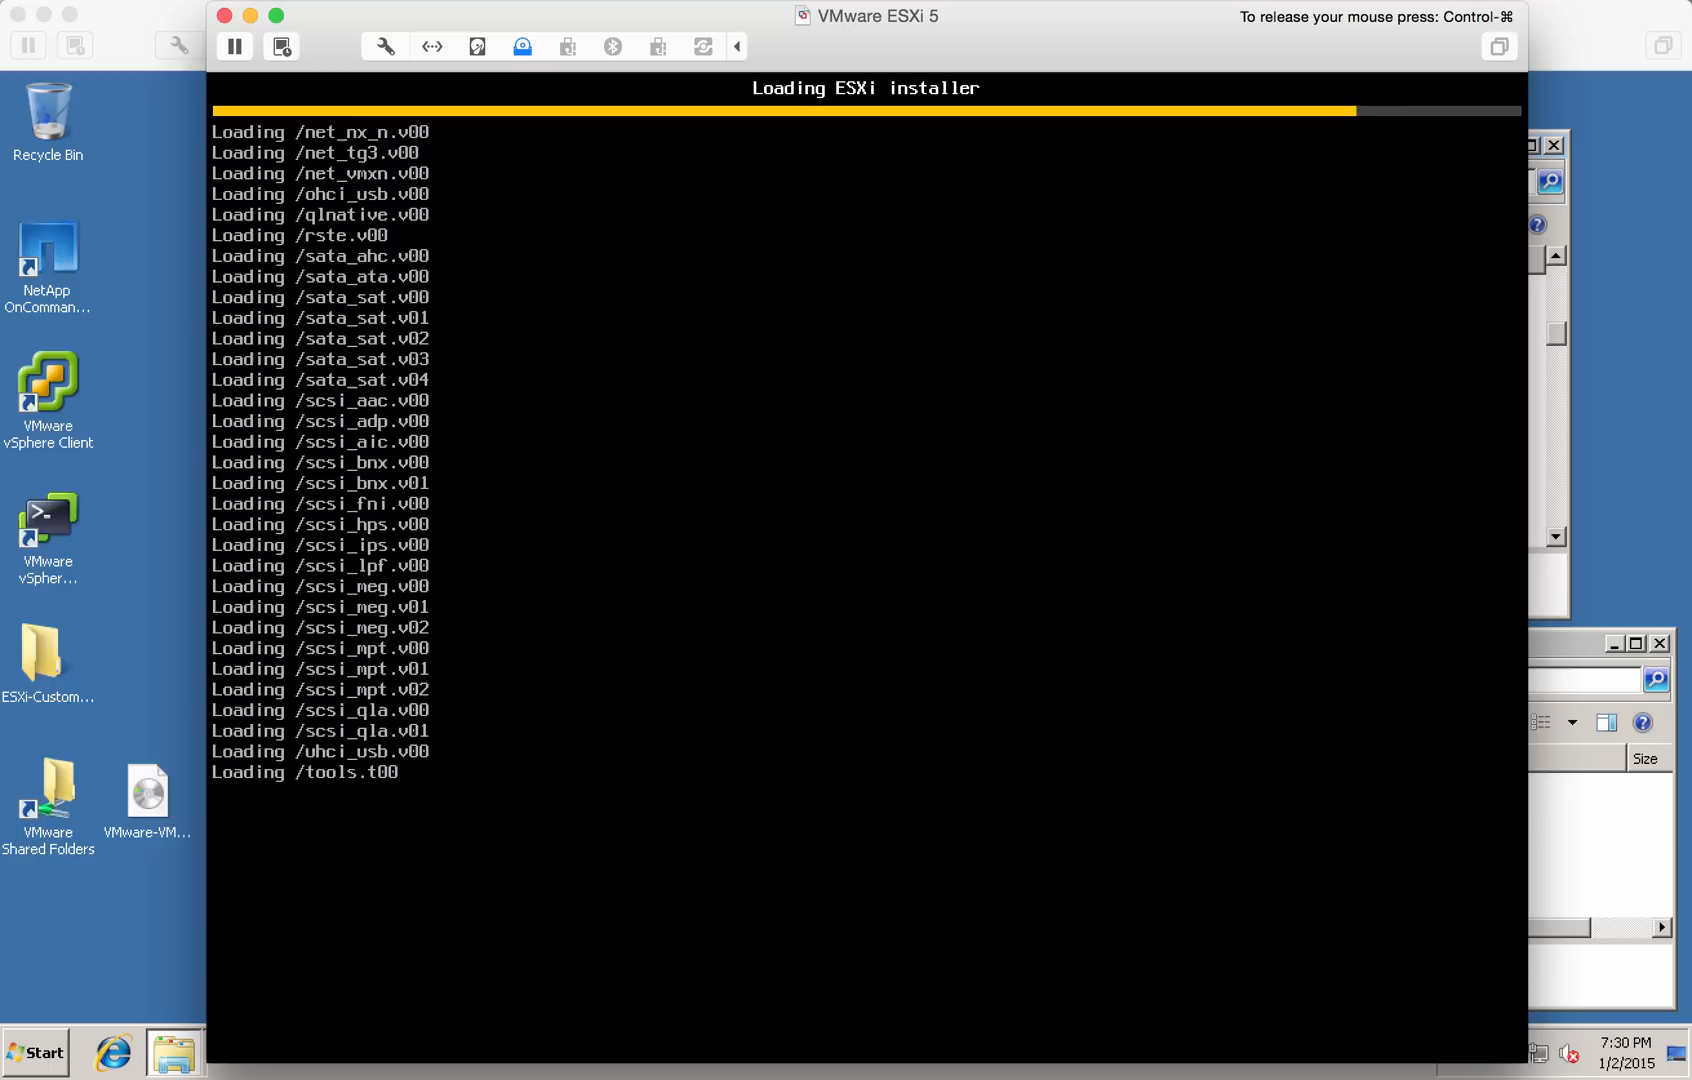 VMware ESXi 5
To release your mouse press: Control-⌘
Loading ESXi installer
Loading /net_nx_n.v00
Loading /net_tg3.v00
Loading /net_vmxn.v00
Loading /ohci_usb.v00
Loading /qlnative.v00
Loading /rste.v00
Loading /sata_ahc.v00
Loading /sata_ata.v00
Loading /sata_sat.v00
Loading /sata_sat.v01
Loading /sata_sat.v02
Loading /sata_sat.v03
Loading /sata_sat.v04
Loading /scsi_aac.v00
Loading /scsi_adp.v00
Loading /scsi_aic.v00
Loading /scsi_bnx.v00
Loading /scsi_bnx.v01
Loading /scsi_fni.v00
Loading /scsi_hps.v00
Loading /scsi_ips.v00
Loading /scsi_lpf.v00
Loading /scsi_meg.v00
Loading /scsi_meg.v01
Loading /scsi_meg.v02
Loading /scsi_mpt.v00
Loading /scsi_mpt.v01
Loading /scsi_mpt.v02
Loading /scsi_qla.v00
Loading /scsi_qla.v01
Loading /uhci_usb.v00
Loading /tools.t00
Recycle Bin
NetApp
OnComman...
VMware
vSphere Client
VMware
vSpher...
ESXi-Custom...
VMware
Shared Folders
VMware-VM...
Size
Start
7:30 PM
1/2/2015